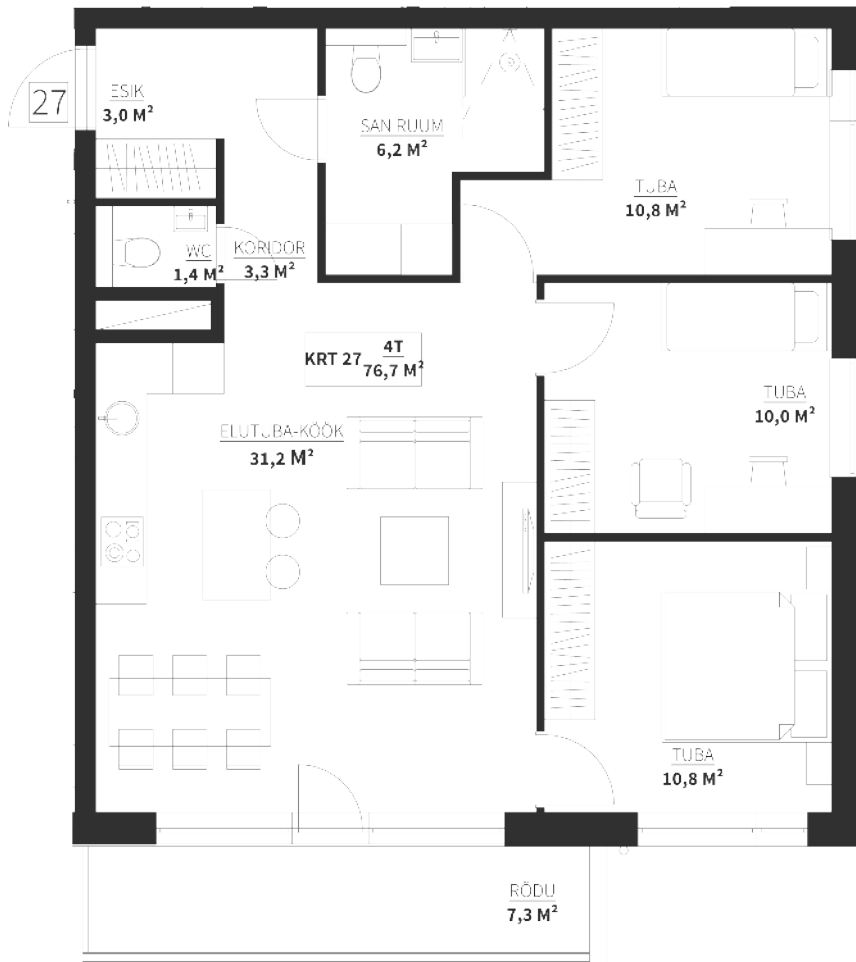 27
ESIK
3,0 M²
SAN RUUM
6,2 M²
TUBA
10,8 M²
WC
1,4 M²
KORIDOR
3,3 M²
KRT 27
4T
76,7 M²
TUBA
10,0 M²
ELUTUBA-KÖÖK
31,2 M²
TUBA
10,8 M²
RÕDU
7,3 M²